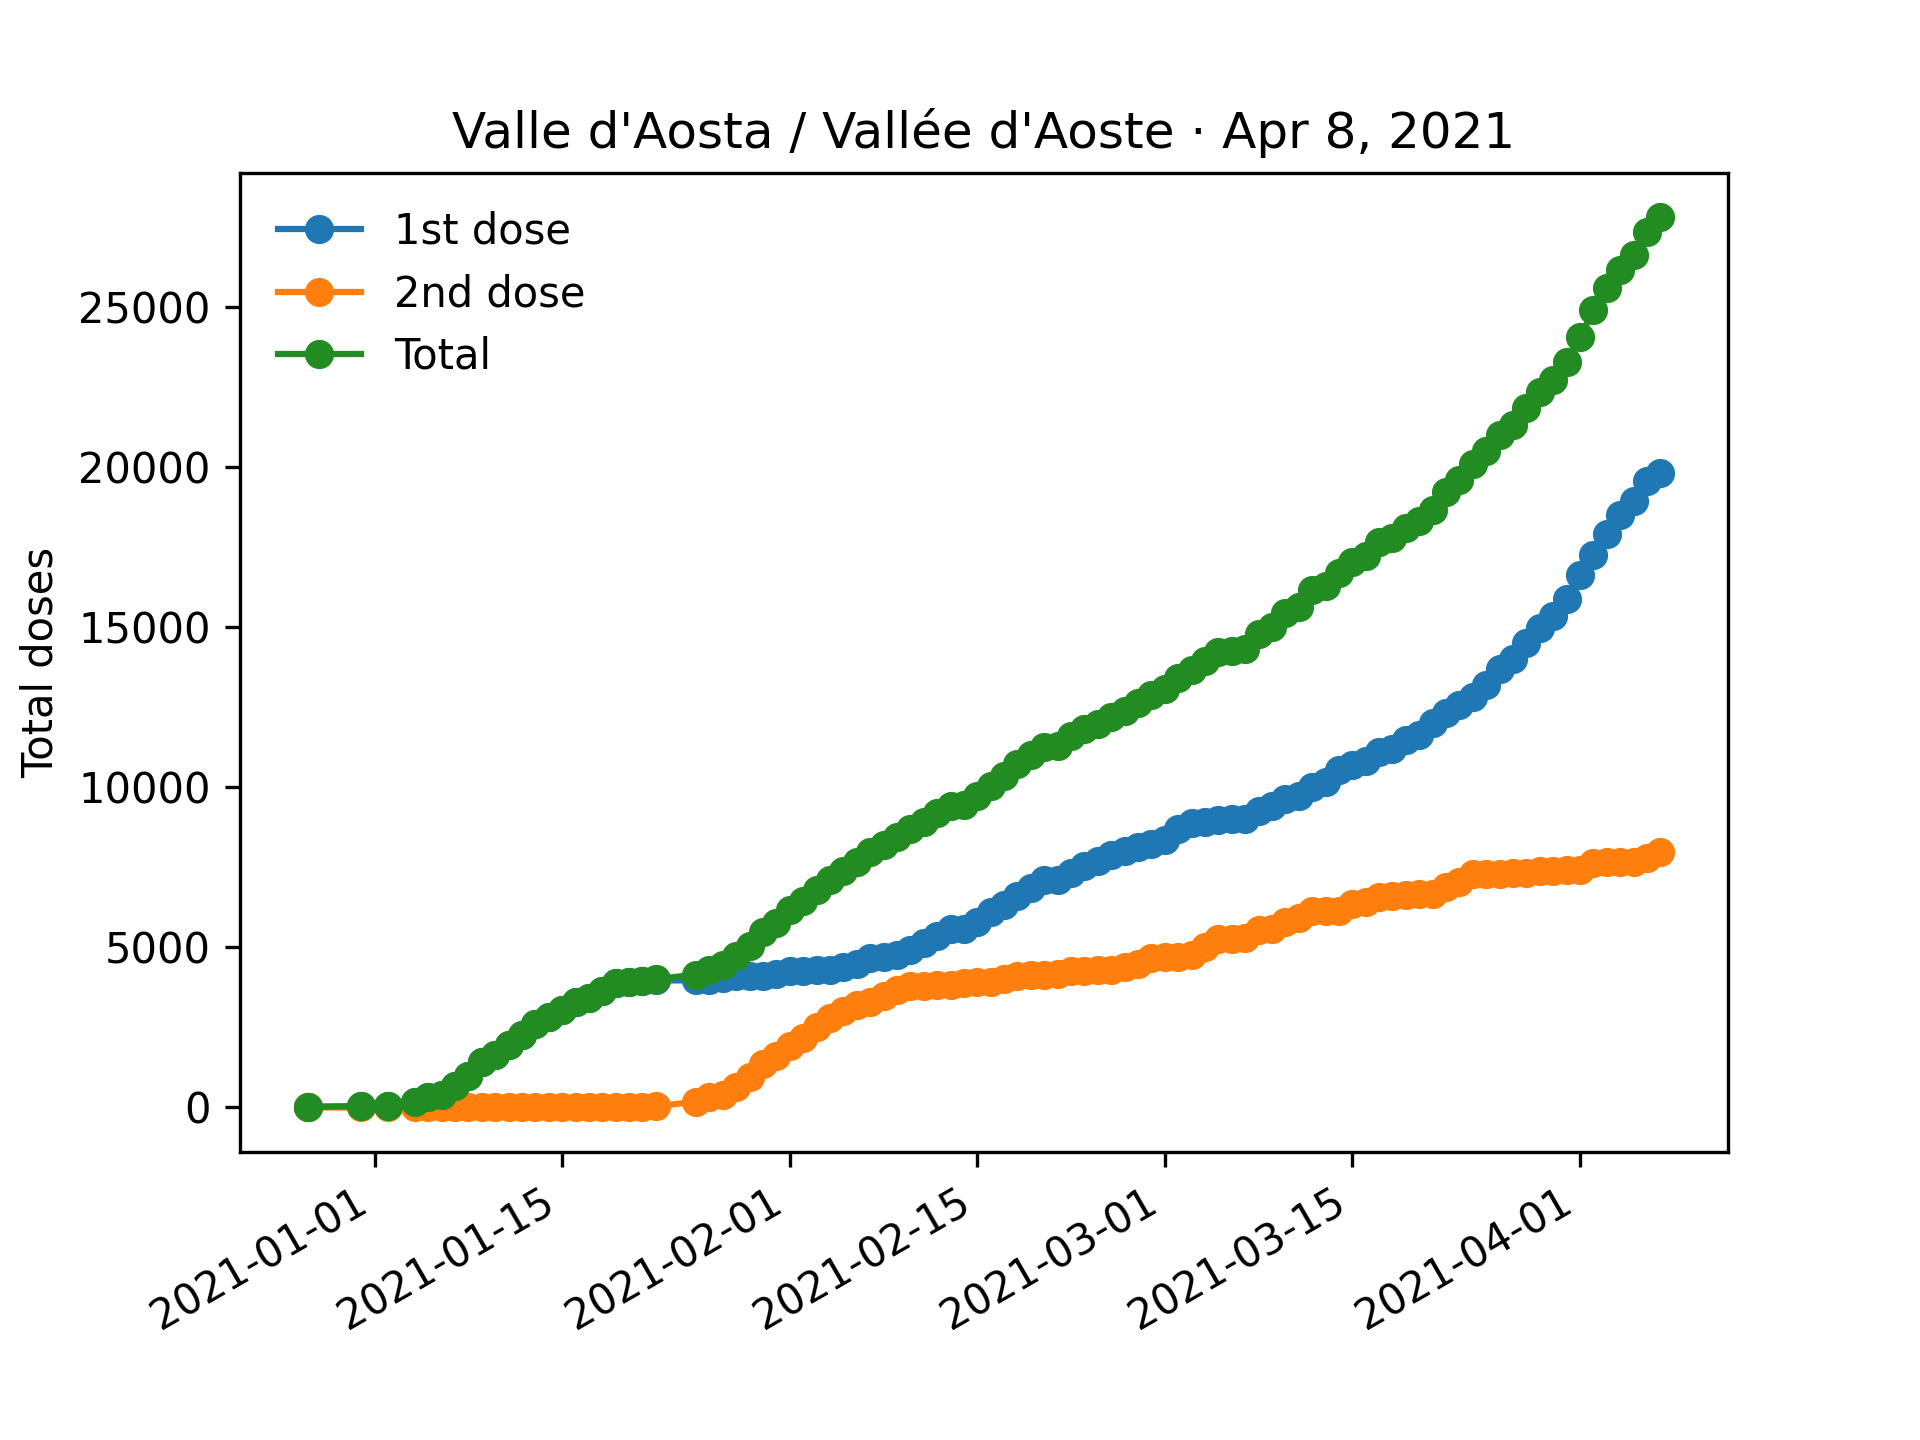 Valle d'Aosta / Vallée d'Aoste · Apr 8, 2021
1st dose
2nd dose
Total
Total doses
25000
20000
15000
10000
5000
0
2021-01-01
2021-01-15
2021-02-01
2021-02-15
2021-03-01
2021-03-15
2021-04-01